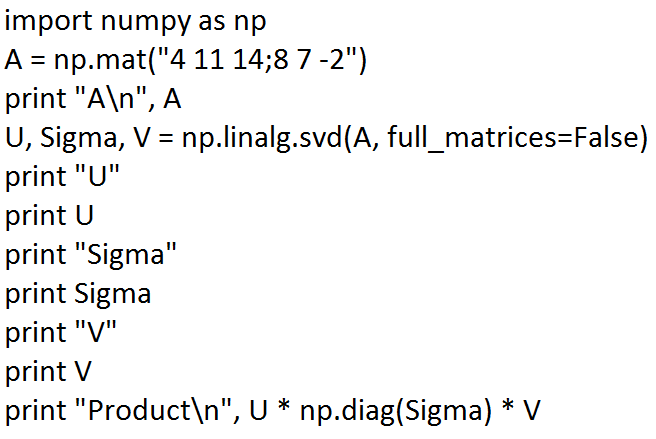 import numpy as np
A = np.mat("4 11 14;8 7 -2")
print "A\n", A
U, Sigma, V = np.linalg.svd(A, full_matrices=False)
print "U"
print U
print "Sigma"
print Sigma
print "V"
print V
print "Product\n", U * np.diag(Sigma) * V